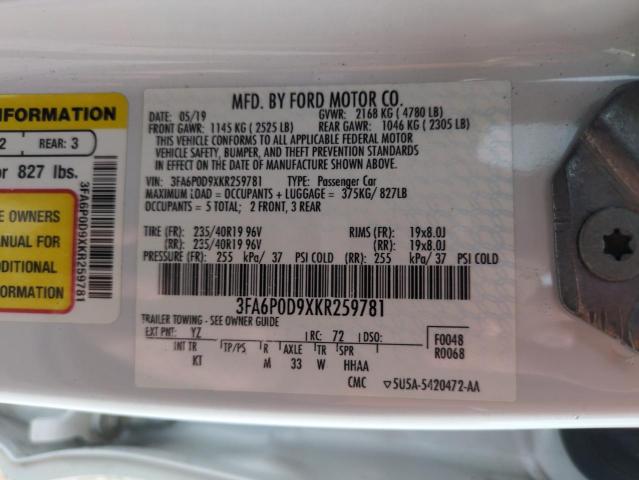 INFORMATION
2 REAR: 3
or 827 lbs.
E OWNERS
MANUAL FOR
ADDITIONAL
INFORMATION
3FA6P0D9XKR259781
MFD. BY FORD MOTOR CO.
DATE: 05/19 GVWR: 2168 KG ( 4780 LB)
FRONT GAWR: 1145 KG ( 2525 LB) REAR GAWR: 1046 KG ( 2305 LB)
THIS VEHICLE CONFORMS TO ALL APPLICABLE FEDERAL MOTOR
VEHICLE SAFETY, BUMPER, AND THEFT PREVENTION STANDARDS
IN EFFECT ON THE DATE OF MANUFACTURE SHOWN ABOVE.
VIN: 3FA6P0D9XKR259781 TYPE: Passenger Car
MAXIMUM LOAD = OCCUPANTS + LUGGAGE = 375KG/ 827LB
OCCUPANTS = 5 TOTAL; 2 FRONT, 3 REAR
TIRE (FR): 235/40R19 96V RIMS (FR): 19x8.0J
(RR): 235/40R19 96V (RR): 19x8.0J
PRESSURE (FR): 255 kPa/ 37 PSI COLD (RR): 255 kPa/ 37 PSI COLD
3FA6P0D9XKR259781
TRAILER TOWING - SEE OWNER GUIDE
EXT PNT: YZ RC: 72 DSO: F0048
INT TR TP/PS R AXLE TR SPR R0068
KT M 33 W HHAA
CMC ▽5U5A-5420472-AA